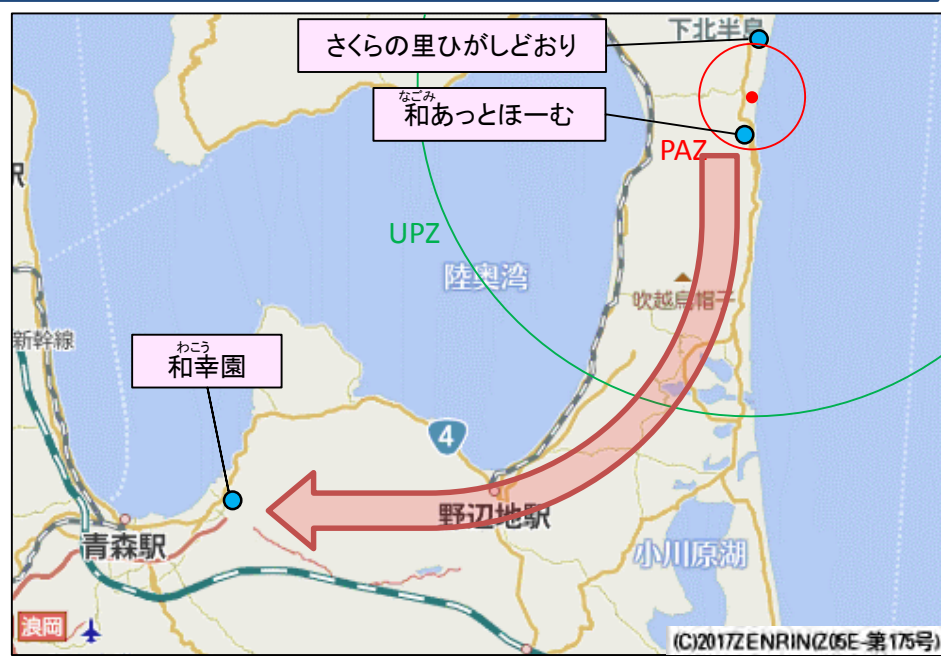 下北半島
さくらの里ひがしどおり
なごみ
和あっとほーむ
PAZ
UPZ
陸奥湾
吹越烏帽子
新幹線
わこう
和幸園
4
野辺地駅
青森駅
小川原湖
浪岡
(C)2017ZENRIN(Z05E-第175号)